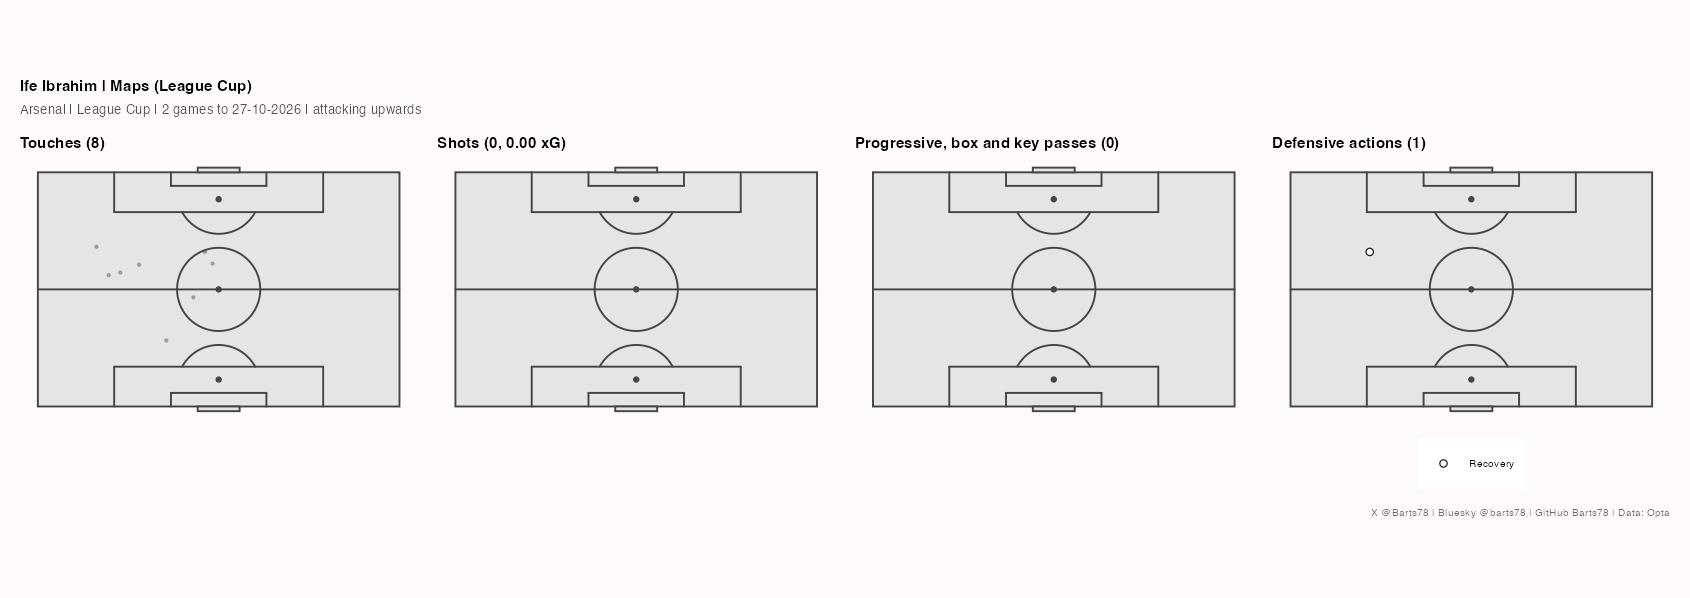 Ife Ibrahim | Maps (League Cup)
Arsenal | League Cup | 2 games to 27-10-2026 | attacking upwards
Touches (8)
Shots (0, 0.00 xG)
Progressive, box and key passes (0)
Defensive actions (1)
Recovery
X @Barts78 | Bluesky @barts78 | GitHub Barts78 | Data: Opta